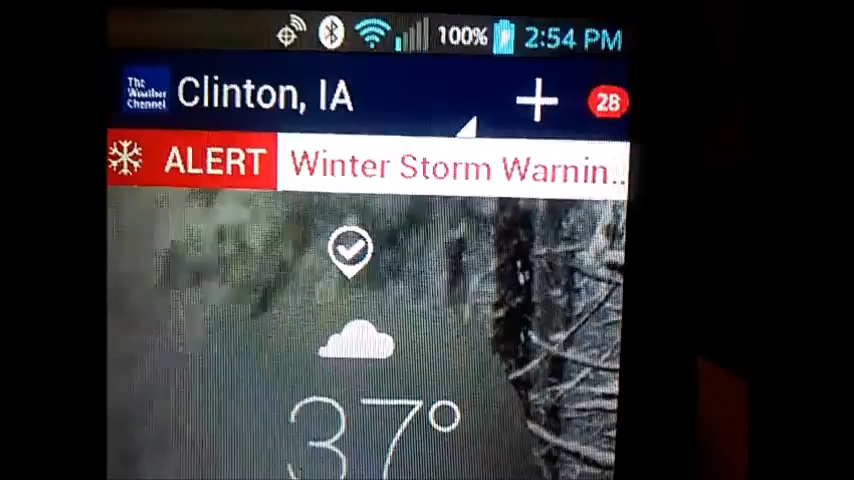 100% 2:54 PM
The Weather Channel
Clinton, IA + 28
ALERT Winter Storm Warnin..
37°